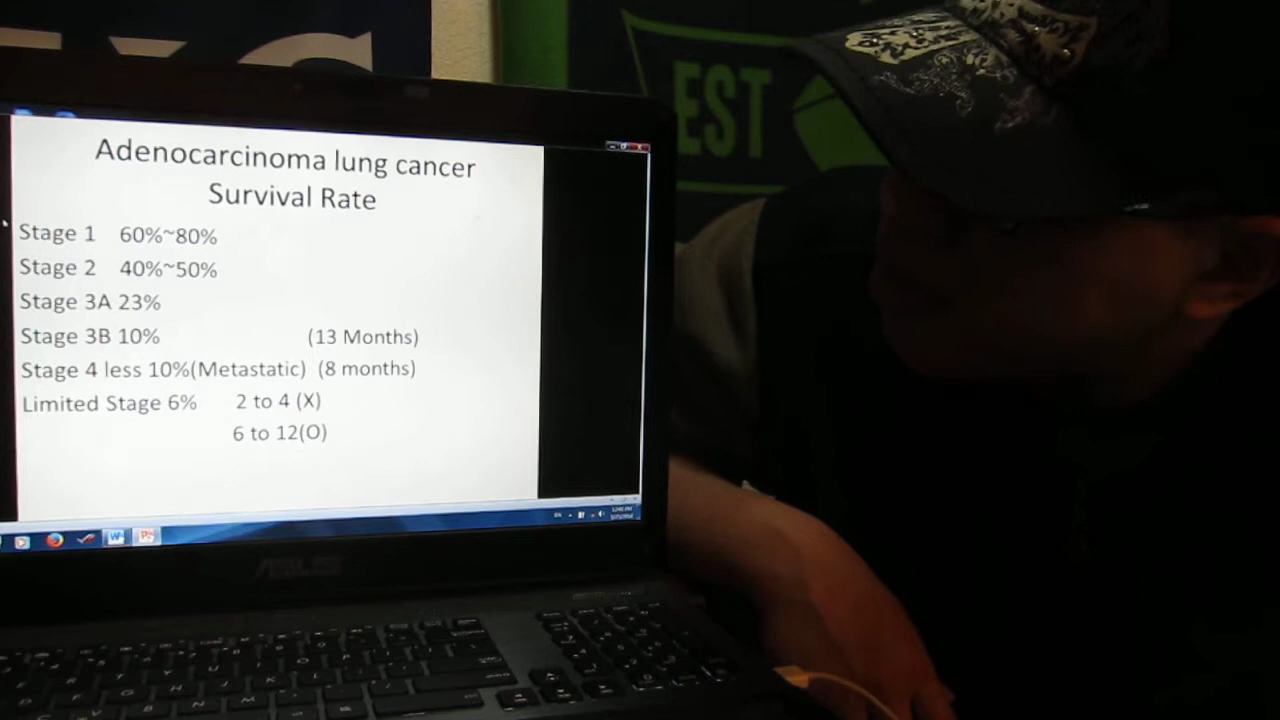 EST
Adenocarcinoma lung cancer
Survival Rate
Stage 1 60%~80%
Stage 2 40%~50%
Stage 3A 23%
Stage 3B 10% (13 Months)
Stage 4 less 10%(Metastatic) (8 months)
Limited Stage 6% 2 to 4 (X)
6 to 12(O)
ASUS